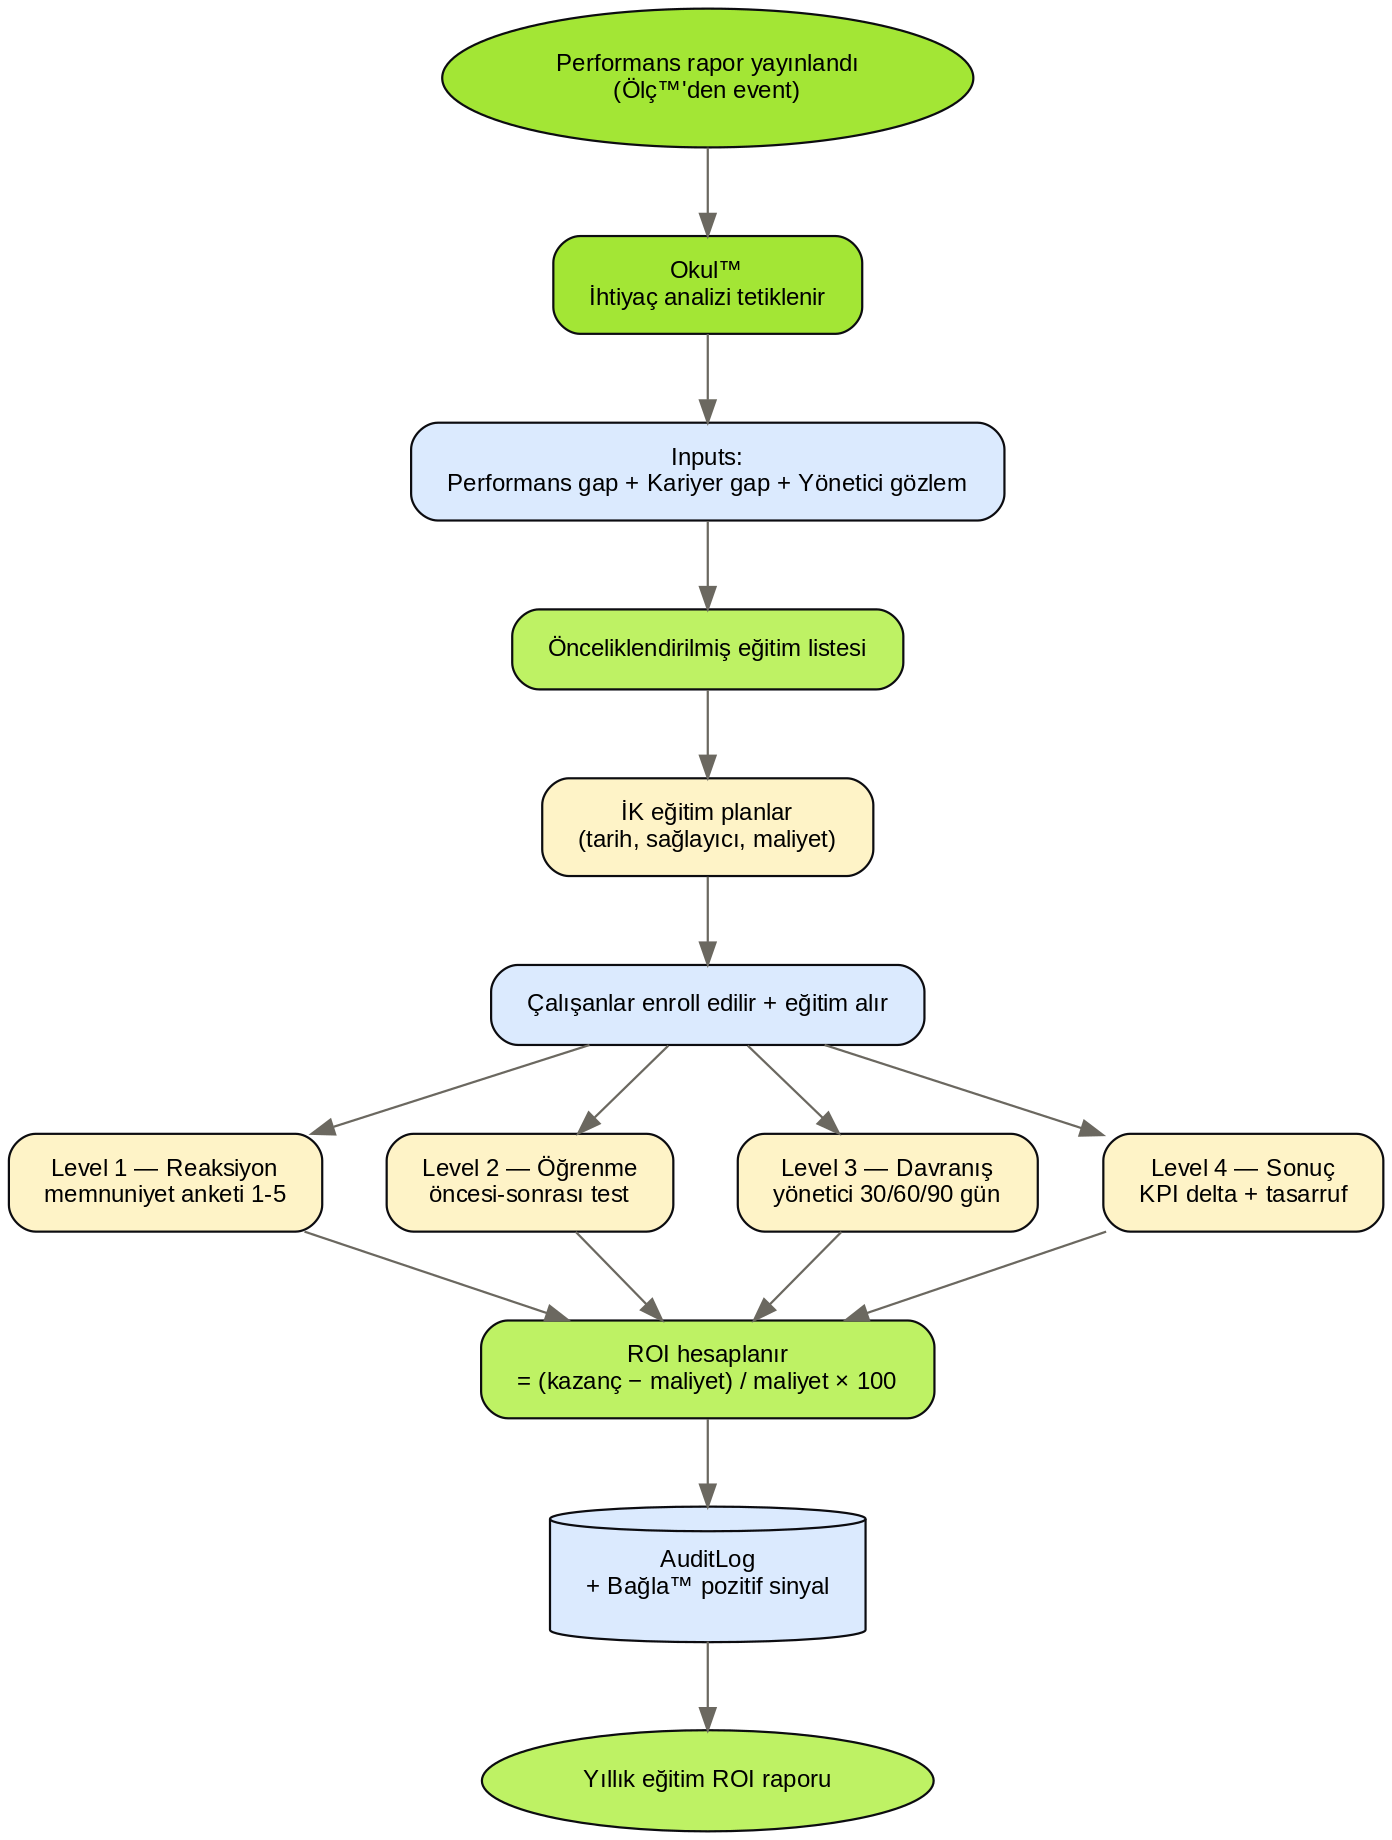 Performans rapor yayınlandı
(Ölç™'den event)
Okul™
İhtiyaç analizi tetiklenir
Inputs:
Performans gap + Kariyer gap + Yönetici gözlem
Önceliklendirilmiş eğitim listesi
İK eğitim planlar
(tarih, sağlayıcı, maliyet)
Çalışanlar enroll edilir + eğitim alır
Level 1 — Reaksiyon
memnuniyet anketi 1-5
Level 2 — Öğrenme
öncesi-sonrası test
Level 3 — Davranış
yönetici 30/60/90 gün
Level 4 — Sonuç
KPI delta + tasarruf
ROI hesaplanır
= (kazanç − maliyet) / maliyet × 100
AuditLog
+ Bağla™ pozitif sinyal
Yıllık eğitim ROI raporu